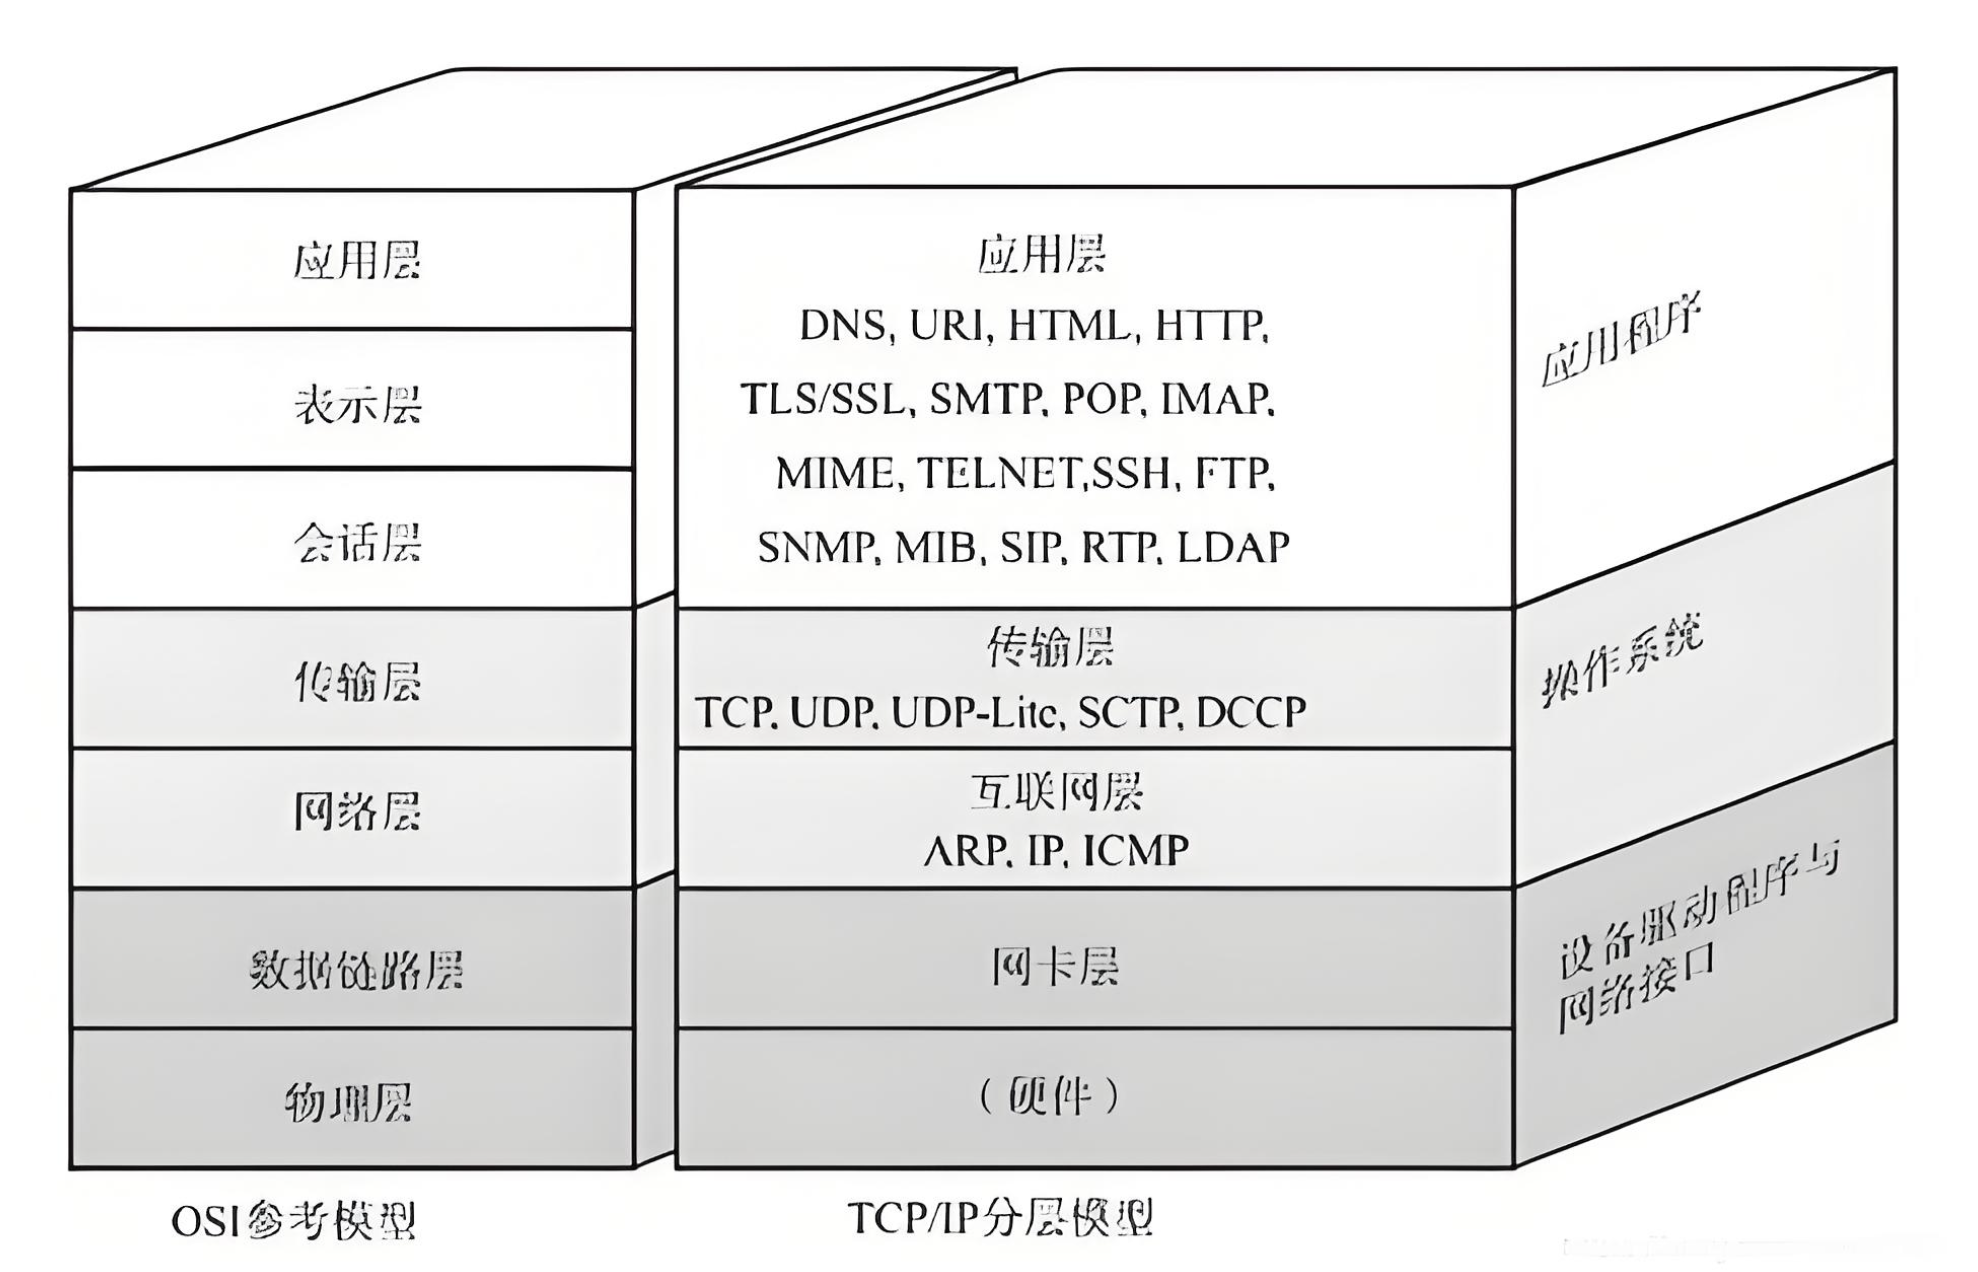 应用层
表示层
会话层
传输层
网络层
数据链路层
物理层
OSI参考模型
应用层
DNS, URI, HTML, HTTP,
TLS/SSL, SMTP, POP, IMAP,
MIME, TELNET,SSH, FTP,
SNMP, MIB, SIP, RTP, LDAP
传输层
TCP, UDP, UDP-Lite, SCTP, DCCP
互联网层
ARP, IP, ICMP
网卡层
（硬件）
TCP/IP分层模型
应用程序
操作系统
设备驱动程序与
网络接口